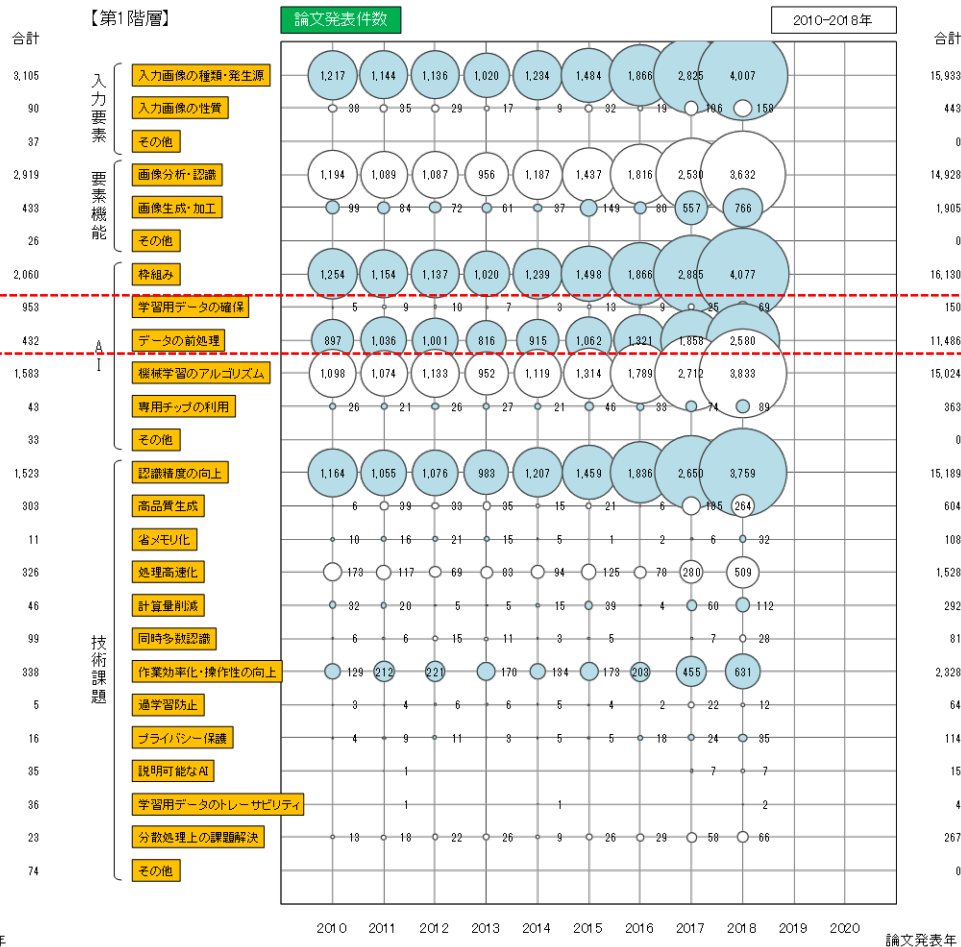 【第1階層】 論文発表件数 2010-2018年
合計 合計
入力要素
3,105 入力画像の種類・発生源 1,217 1,144 1,136 1,020 1,234 1,484 1,866 2,825 4,007 15,933
90 入力画像の性質 38 35 29 17 9 32 19 106 158 443
37 その他 0
要素機能
2,919 画像分析・認識 1,194 1,089 1,087 956 1,187 1,437 1,816 2,530 3,632 14,928
433 画像生成・加工 99 84 72 61 37 149 80 557 766 1,905
26 その他 0
AI
2,060 枠組み 1,254 1,154 1,137 1,020 1,239 1,498 1,866 2,885 4,077 16,130
953 学習用データの確保 5 9 10 7 3 13 9 25 69 150
432 データの前処理 897 1,036 1,001 816 915 1,062 1,321 1,858 2,580 11,486
1,583 機械学習のアルゴリズム 1,098 1,074 1,133 952 1,119 1,314 1,789 2,712 3,833 15,024
43 専用チップの利用 26 21 26 27 21 46 33 74 89 363
33 その他 0
技術課題
1,523 認識精度の向上 1,164 1,055 1,076 983 1,207 1,459 1,836 2,650 3,759 15,189
303 高品質生成 6 39 33 35 15 21 6 185 264 604
11 省メモリ化 10 16 21 15 5 1 2 6 32 108
326 処理高速化 173 117 69 83 94 125 78 280 509 1,528
46 計算量削減 32 20 5 5 15 39 4 60 112 292
99 同時多数認識 6 6 15 11 3 5 7 28 81
338 作業効率化・操作性の向上 129 212 221 170 134 173 203 455 631 2,328
5 過学習防止 3 4 6 6 5 4 2 22 12 64
16 プライバシー保護 4 9 11 3 5 5 18 24 35 114
35 説明可能なAI 1 7 7 15
36 学習用データのトレーサビリティ 1 1 2 4
23 分散処理上の課題解決 13 18 22 26 9 26 29 58 66 267
74 その他 0
2010 2011 2012 2013 2014 2015 2016 2017 2018 2019 2020
年 論文発表年